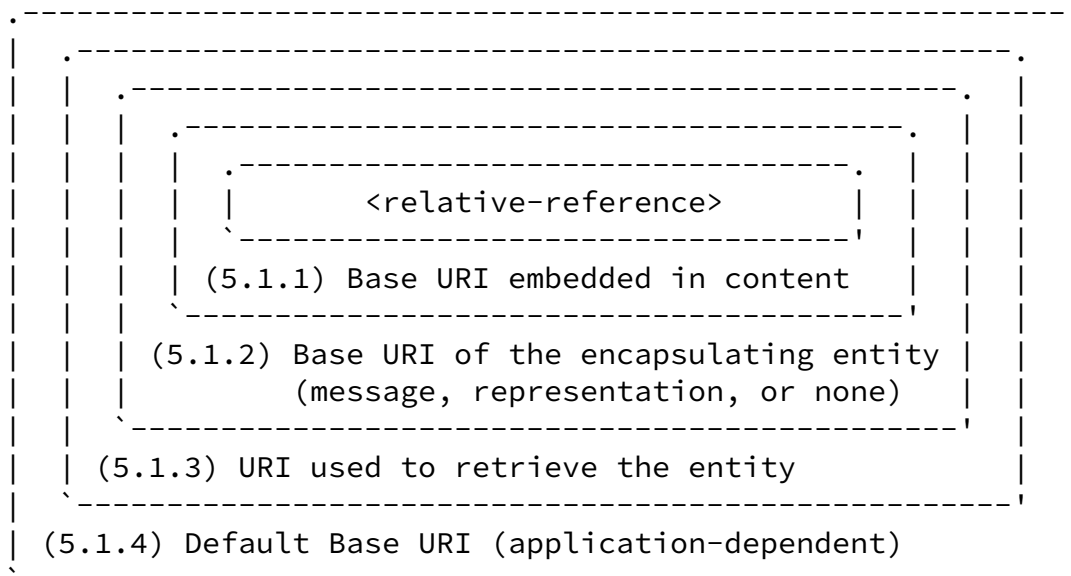 <relative-reference>
(5.1.1) Base URI embedded in content
(5.1.2) Base URI of the encapsulating entity
(message, representation, or none)
(5.1.3) URI used to retrieve the entity
(5.1.4) Default Base URI (application-dependent)